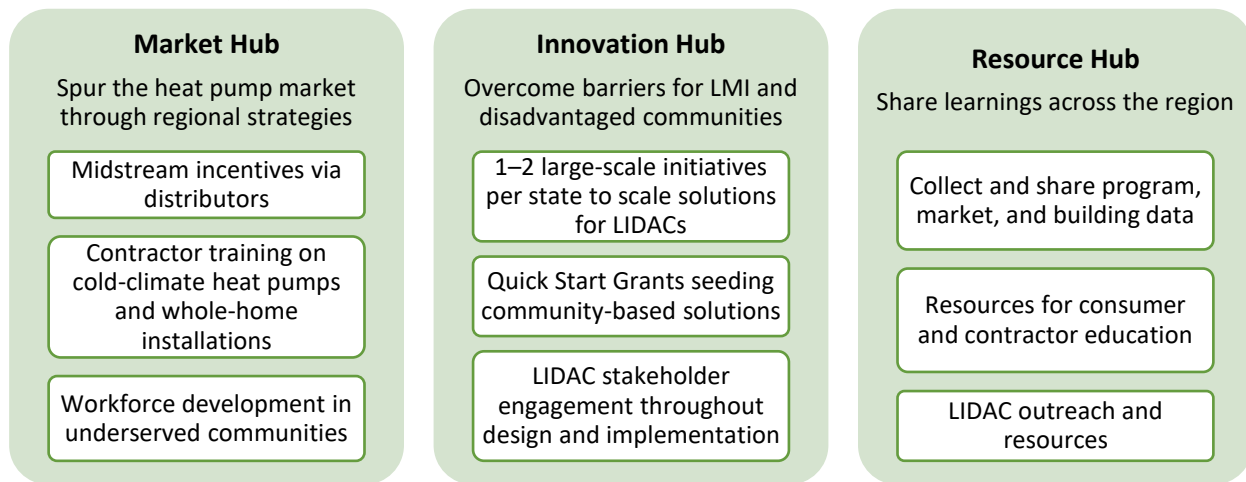 Market Hub
Spur the heat pump market
through regional strategies
Midstream incentives via
distributors
Contractor training on
cold-climate heat pumps
and whole-home
installations
Workforce development in
underserved communities
Innovation Hub
Overcome barriers for LMI and
disadvantaged communities
1–2 large-scale initiatives
per state to scale solutions
for LIDACs
Quick Start Grants seeding
community-based solutions
LIDAC stakeholder
engagement throughout
design and implementation
Resource Hub
Share learnings across the region
Collect and share program,
market, and building data
Resources for consumer
and contractor education
LIDAC outreach and
resources